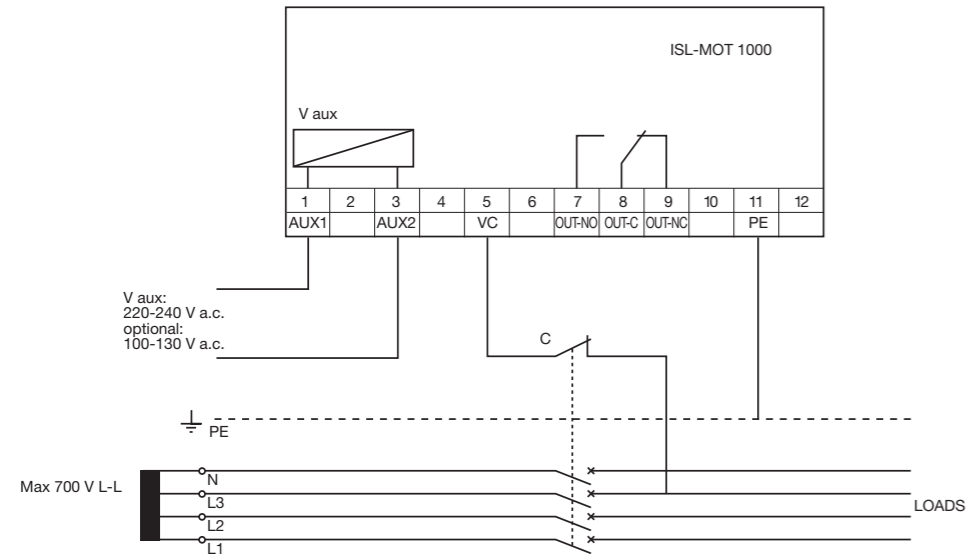 ISL-MOT 1000
V aux
1 2 3 4 5 6 7 8 9 10 11 12
AUX1 AUX2 VC OUT-NO OUT-C OUT-NC PE
V aux:
220-240 V a.c.
optional:
100-130 V a.c.
C
PE
Max 700 V L-L
N
L3
L2
L1
LOADS